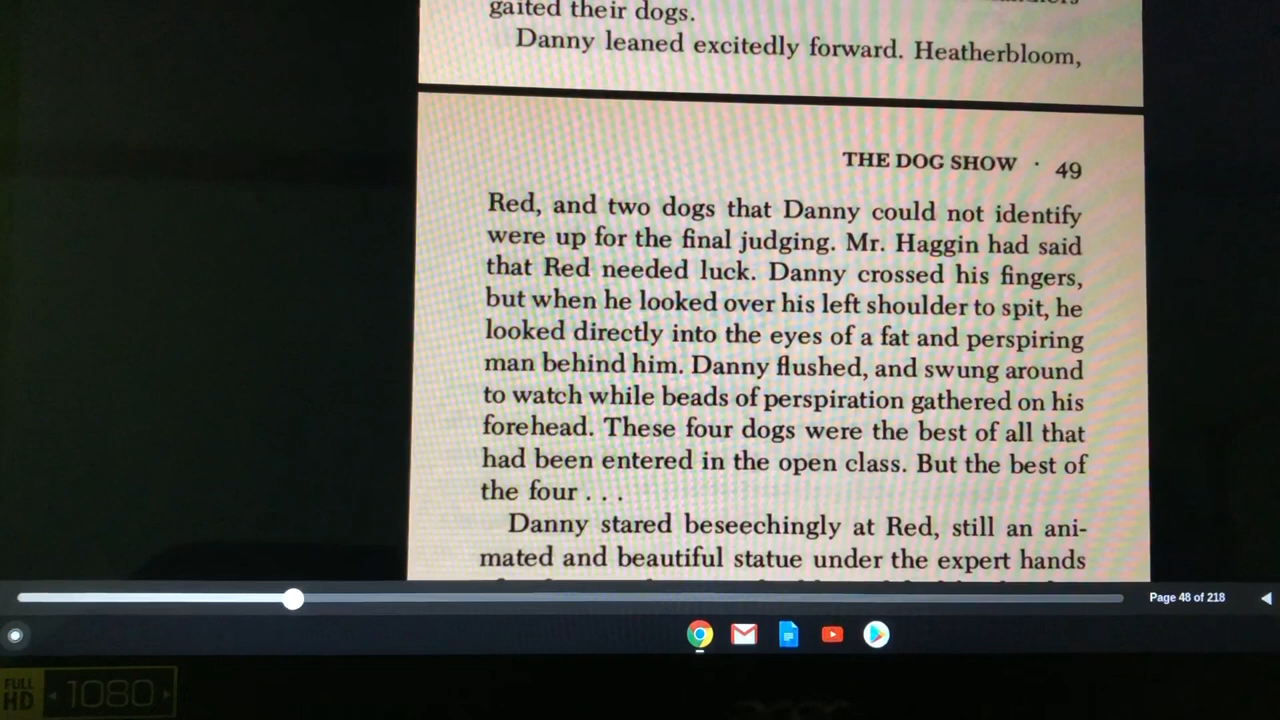 gaited their dogs.
Danny leaned excitedly forward. Heatherbloom,
THE DOG SHOW · 49
Red, and two dogs that Danny could not identify
were up for the final judging. Mr. Haggin had said
that Red needed luck. Danny crossed his fingers,
but when he looked over his left shoulder to spit, he
looked directly into the eyes of a fat and perspiring
man behind him. Danny flushed, and swung around
to watch while beads of perspiration gathered on his
forehead. These four dogs were the best of all that
had been entered in the open class. But the best of
the four . . .
Danny stared beseechingly at Red, still an ani-
mated and beautiful statue under the expert hands
Page 48 of 218
FULL HD 1080